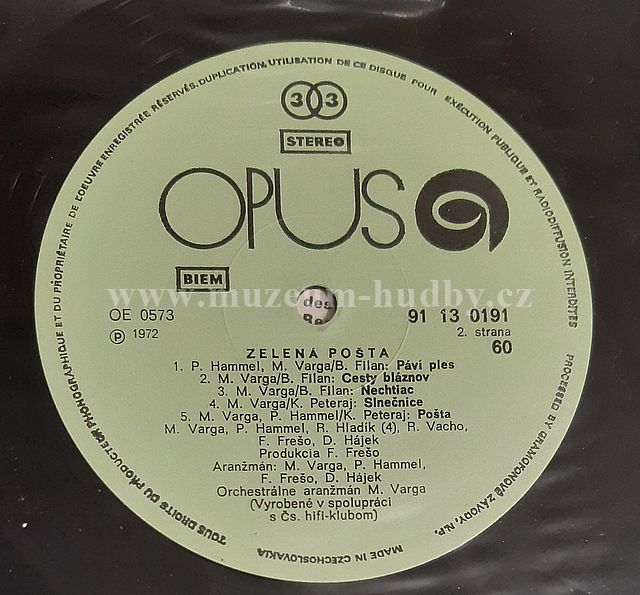 TOUS DROITS DU PRODUCTEUR PHONOGRAPHIQUE ET DU PROPRIÉTAIRE DE L'OEUVRE ENREGISTRÉE RÉSERVÉS. DUPLICATION, UTILISATION DE CE DISQUE POUR EXÉCUTION PUBLIQUE ET RADIODIFFUSION INTERDITES
33
STEREO
OPUS
BIEM
www.muzeum-hudby.cz
des
Re
OE 0573
91 13 0191
℗ 1972
2. strana
60
ZELENÁ POŠTA
1. P. Hammel, M. Varga/B. Filan: Páví ples
2. M. Varga/B. Filan: Cesty bláznov
3. M. Varga/B. Filan: Nechtiac
4. M. Varga/K. Peteraj: Slnečnice
5. M. Varga, P. Hammel/K. Peteraj: Pošta
M. Varga, P. Hammel, R. Hladík (4), R. Vacho,
F. Frešo, D. Hájek
Produkcia F. Frešo
Aranžmán: M. Varga, P. Hammel,
F. Frešo, D. Hájek
Orchestrálne aranžmán M. Varga
(Vyrobené v spolupráci
s Čs. hifi-klubom)
PROCESSED BY GRAMOFONOVÉ ZÁVODY, N.P.
MADE IN CZECHOSLOVAKIA